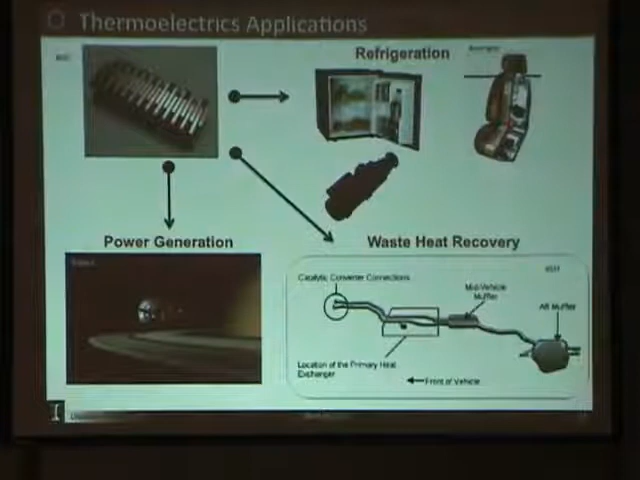 Thermoelectrics Applications
Refrigeration
Power Generation
Waste Heat Recovery
Catalytic Converter Connections
Mid-Vehicle
Muffler
Aft Muffler
Location of the Primary Heat
Exchanger
Front of Vehicle